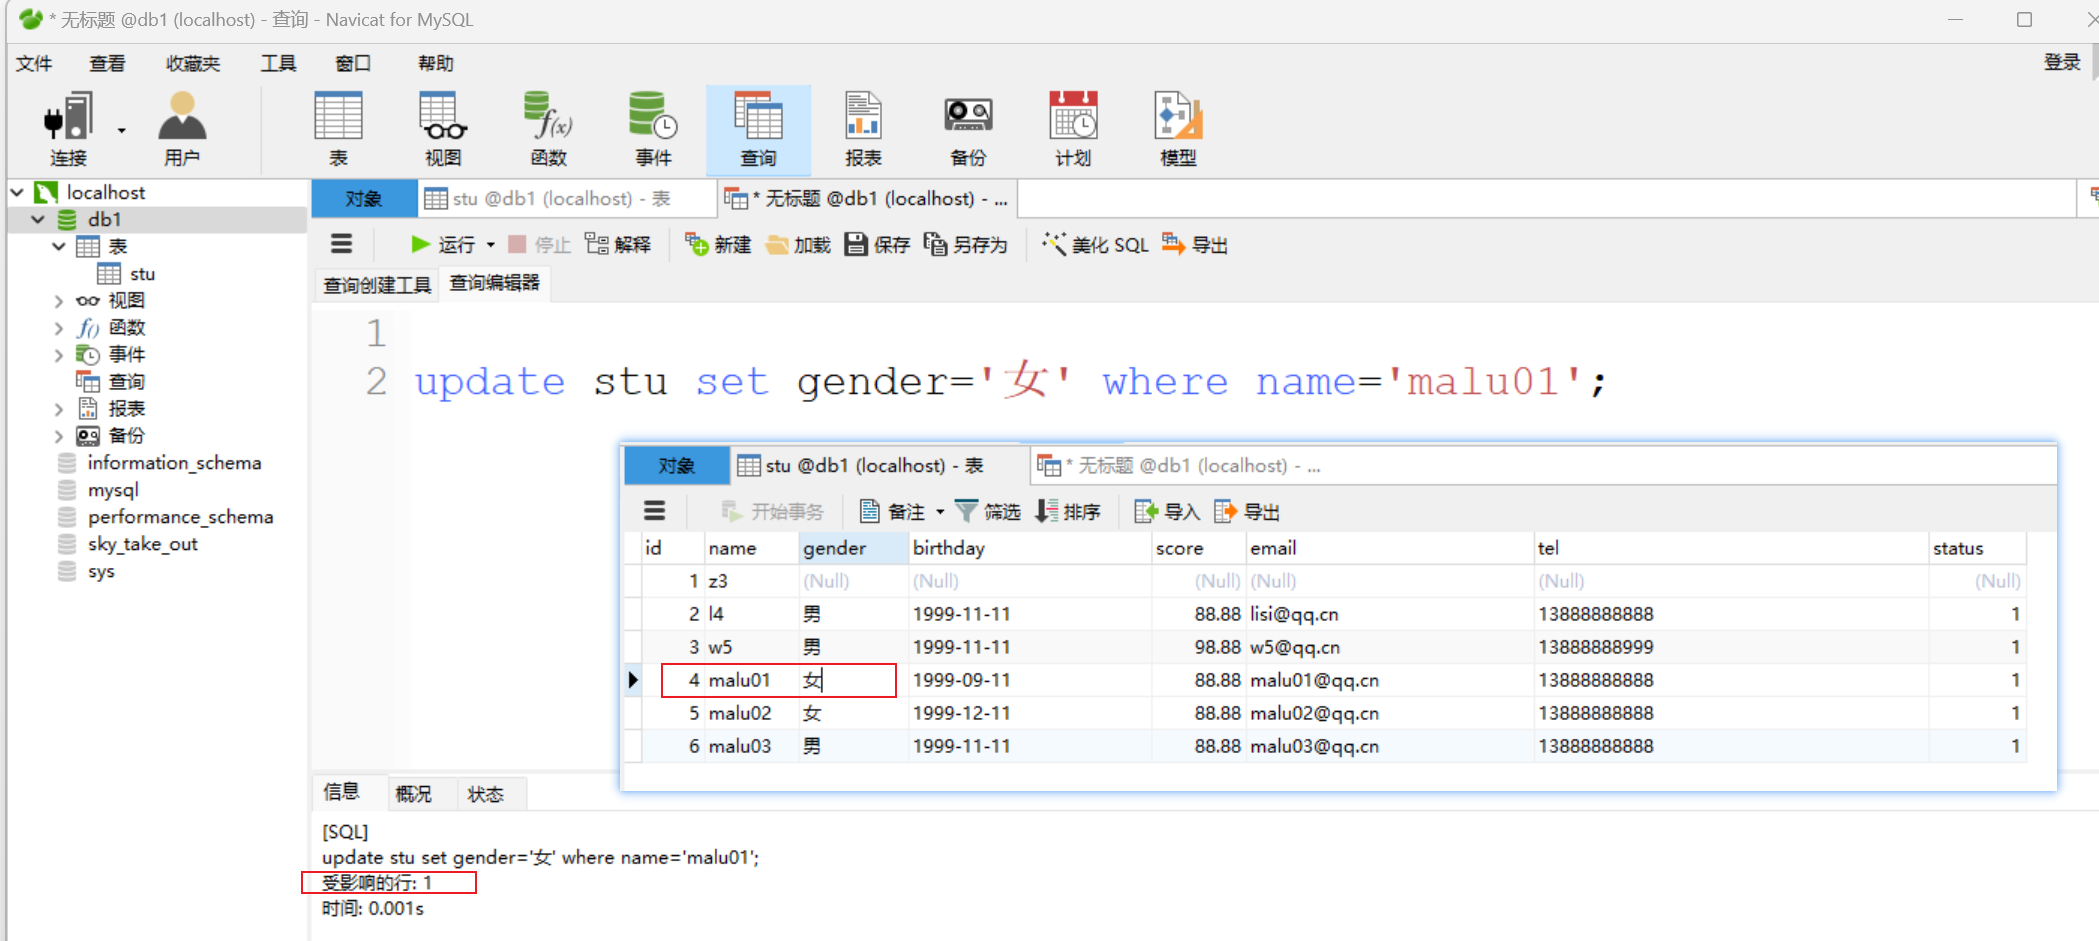 * 无标题 @db1 (localhost) - 查询 - Navicat for MySQL
文件 查看 收藏夹 工具 窗口 帮助 登录
连接 用户 表 视图 函数 事件 查询 报表 备份 计划 模型
localhost
db1
表
stu
视图
函数
事件
查询
报表
备份
information_schema
mysql
performance_schema
sky_take_out
sys
对象 stu @db1 (localhost) - 表 * 无标题 @db1 (localhost) - ...
运行 停止 解释 新建 加载 保存 另存为 美化 SQL 导出
查询创建工具 查询编辑器
1
2 update stu set gender='女' where name='malu01';
对象 stu @db1 (localhost) - 表 * 无标题 @db1 (localhost) - ...
开始事务 备注 筛选 排序 导入 导出
id name gender birthday score email tel status
1 z3 (Null) (Null) (Null) (Null) (Null) (Null)
2 l4 男 1999-11-11 88.88 lisi@qq.cn 13888888888 1
3 w5 男 1999-11-11 98.88 w5@qq.cn 13888888999 1
4 malu01 女 1999-09-11 88.88 malu01@qq.cn 13888888888 1
5 malu02 女 1999-12-11 88.88 malu02@qq.cn 13888888888 1
6 malu03 男 1999-11-11 88.88 malu03@qq.cn 13888888888 1
信息 概况 状态
[SQL]
update stu set gender='女' where name='malu01';
受影响的行: 1
时间: 0.001s